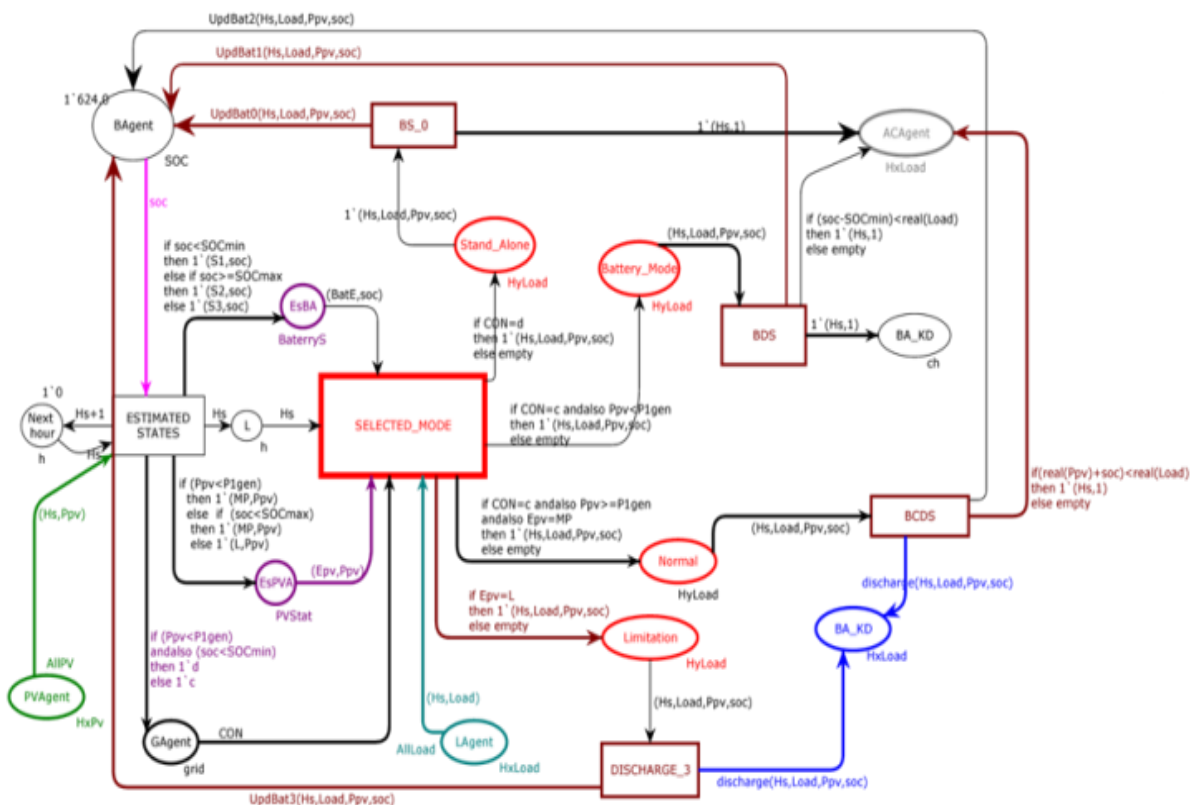 UpdBat2(Hs,Load,Ppv,soc)
UpdBat1(Hs,Load,Ppv,soc)
1`624,0
UpdBat0(Hs,Load,Ppv,soc)
BS_0
BAgent
1`(Hs,1)
ACAgent
SOC
HxLoad
soc
1`(Hs,Load,Ppv,soc)
Stand_Alone
HyLoad
(Hs,Load,Ppv,soc)
Battery_Mode
HyLoad
if (soc-SOCmin)<real(Load)
then 1`(Hs,1)
else empty
if soc<SOCmin
then 1`(S1,soc)
else if soc>=SOCmax
then 1`(S2,soc)
else 1`(S3,soc)
EsBA
(BatE,soc)
BaterryS
if CON=d
then 1`(Hs,Load,Ppv,soc)
else empty
BDS
1`(Hs,1)
BA_KD
ch
1`0
Next
hour
h
Hs+1
Hs
ESTIMATED
STATES
Hs
L
h
Hs
SELECTED_MODE
if CON=c andalso Ppv<P1gen
then 1`(Hs,Load,Ppv,soc)
else empty
(Hs,Ppv)
if (Ppv<P1gen)
then 1`(MP,Ppv)
else if (soc<SOCmax)
then 1`(MP,Ppv)
else 1`(L,Ppv)
if CON=c andalso Ppv>=P1gen
andalso Epv=MP
then 1`(Hs,Load,Ppv,soc)
else empty
if(real(Ppv)+soc)<real(Load)
then 1`(Hs,1)
else empty
(Hs,Load,Ppv,soc)
BCDS
EsPVA
(Epv,Ppv)
PVStat
Normal
HyLoad
discharge(Hs,Load,Ppv,soc)
if Epv=L
then 1`(Hs,Load,Ppv,soc)
else empty
Limitation
HyLoad
BA_KD
HxLoad
if (Ppv<P1gen)
andalso (soc<SOCmin)
then 1`d
else 1`c
AllPV
PVAgent
HxPv
(Hs,Load)
(Hs,Load,Ppv,soc)
GAgent
grid
CON
AllLoad
LAgent
HxLoad
DISCHARGE_3
discharge(Hs,Load,Ppv,soc)
UpdBat3(Hs,Load,Ppv,soc)